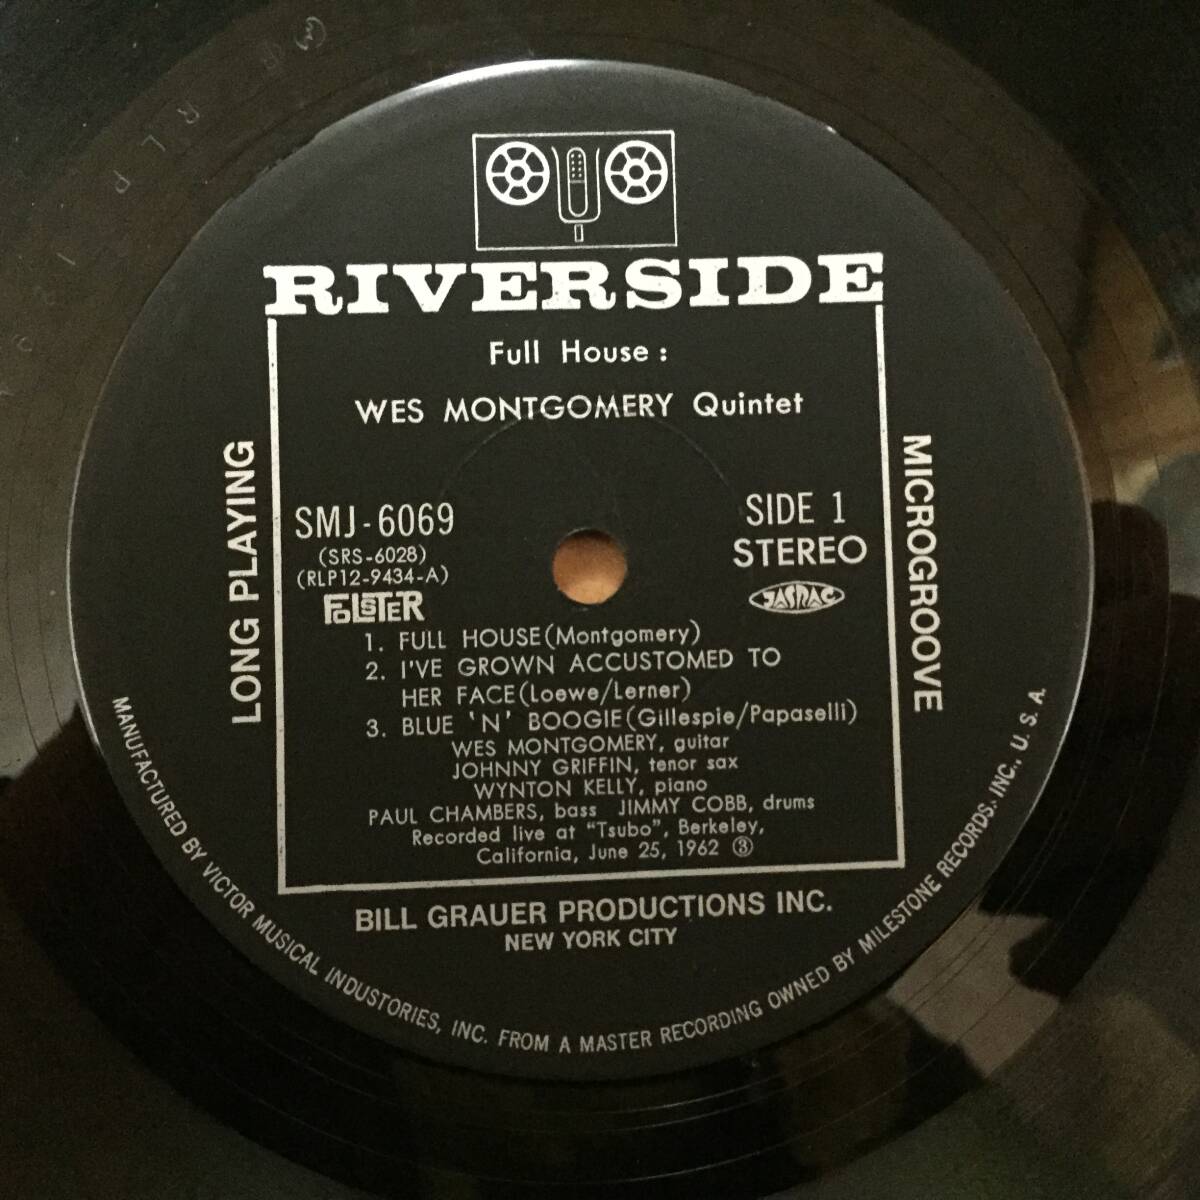 RIVERSIDE
Full House :
WES MONTGOMERY Quintet
LONG PLAYING
MICROGROOVE
SMJ-6069
(SRS-6028)
(RLP12-9434-A)
FOLSTER
SIDE 1
STEREO
JASRAC
1. FULL HOUSE(Montgomery)
2. I'VE GROWN ACCUSTOMED TO
HER FACE(Loewe/Lerner)
3. BLUE 'N' BOOGIE(Gillespie/Papaselli)
WES MONTGOMERY, guitar
JOHNNY GRIFFIN, tenor sax
WYNTON KELLY, piano
PAUL CHAMBERS, bass JIMMY COBB, drums
Recorded live at "Tsubo", Berkeley,
California, June 25, 1962 ③
BILL GRAUER PRODUCTIONS INC.
NEW YORK CITY
MANUFACTURED BY VICTOR MUSICAL INDUSTORIES, INC. FROM A MASTER RECORDING OWNED BY MILESTONE RECORDS. INC., U. S. A.